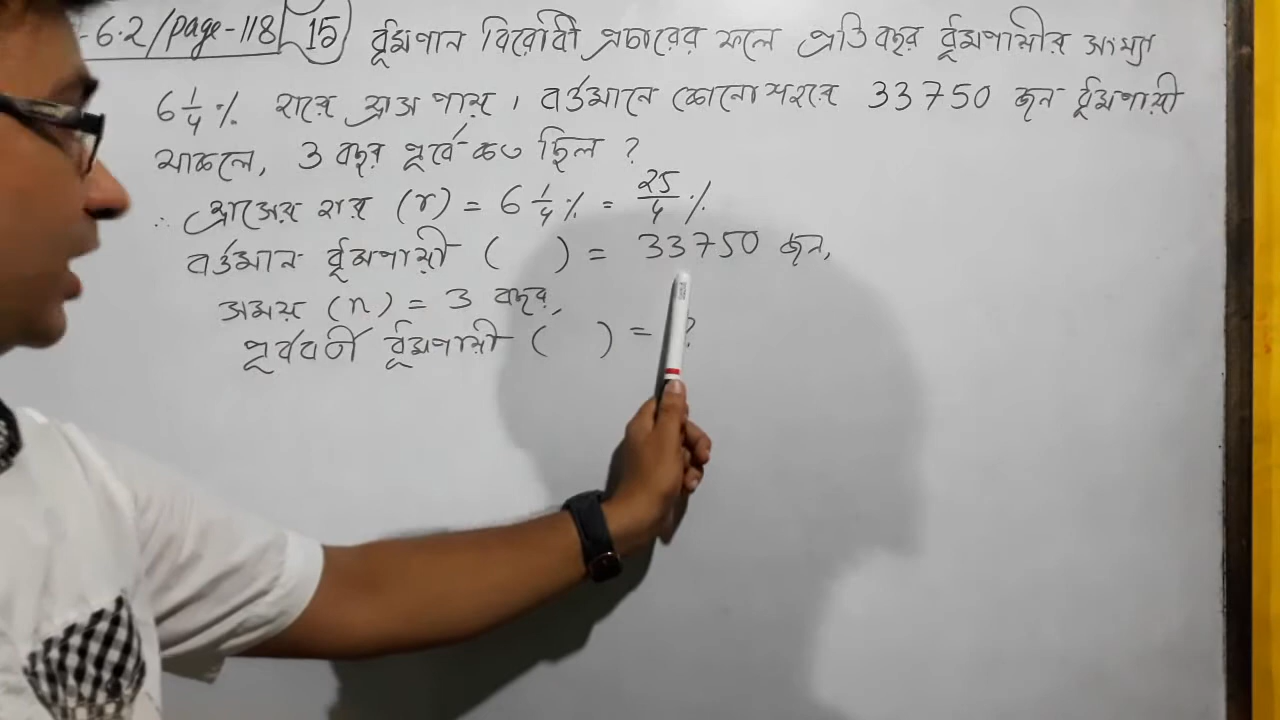 -6.2/page-118 15 ধূমপান বিরোধী প্রচারের ফলে প্রতি বছর ধূমপায়ীর সংখ্যা
6 1/4 % হারে হ্রাস পায়। বর্তমানে কোনো শহরে 33750 জন ধূমপায়ী
থাকলে, 3 বছর পূর্বে কত ছিল ?
∴ হ্রাসের হার (r) = 6 1/4 % = 25/4 %
বর্তমান ধূমপায়ী ( ) = 33750 জন,
সময় (n) = 3 বছর,
পূর্ববর্তী ধূমপায়ী ( ) = ?